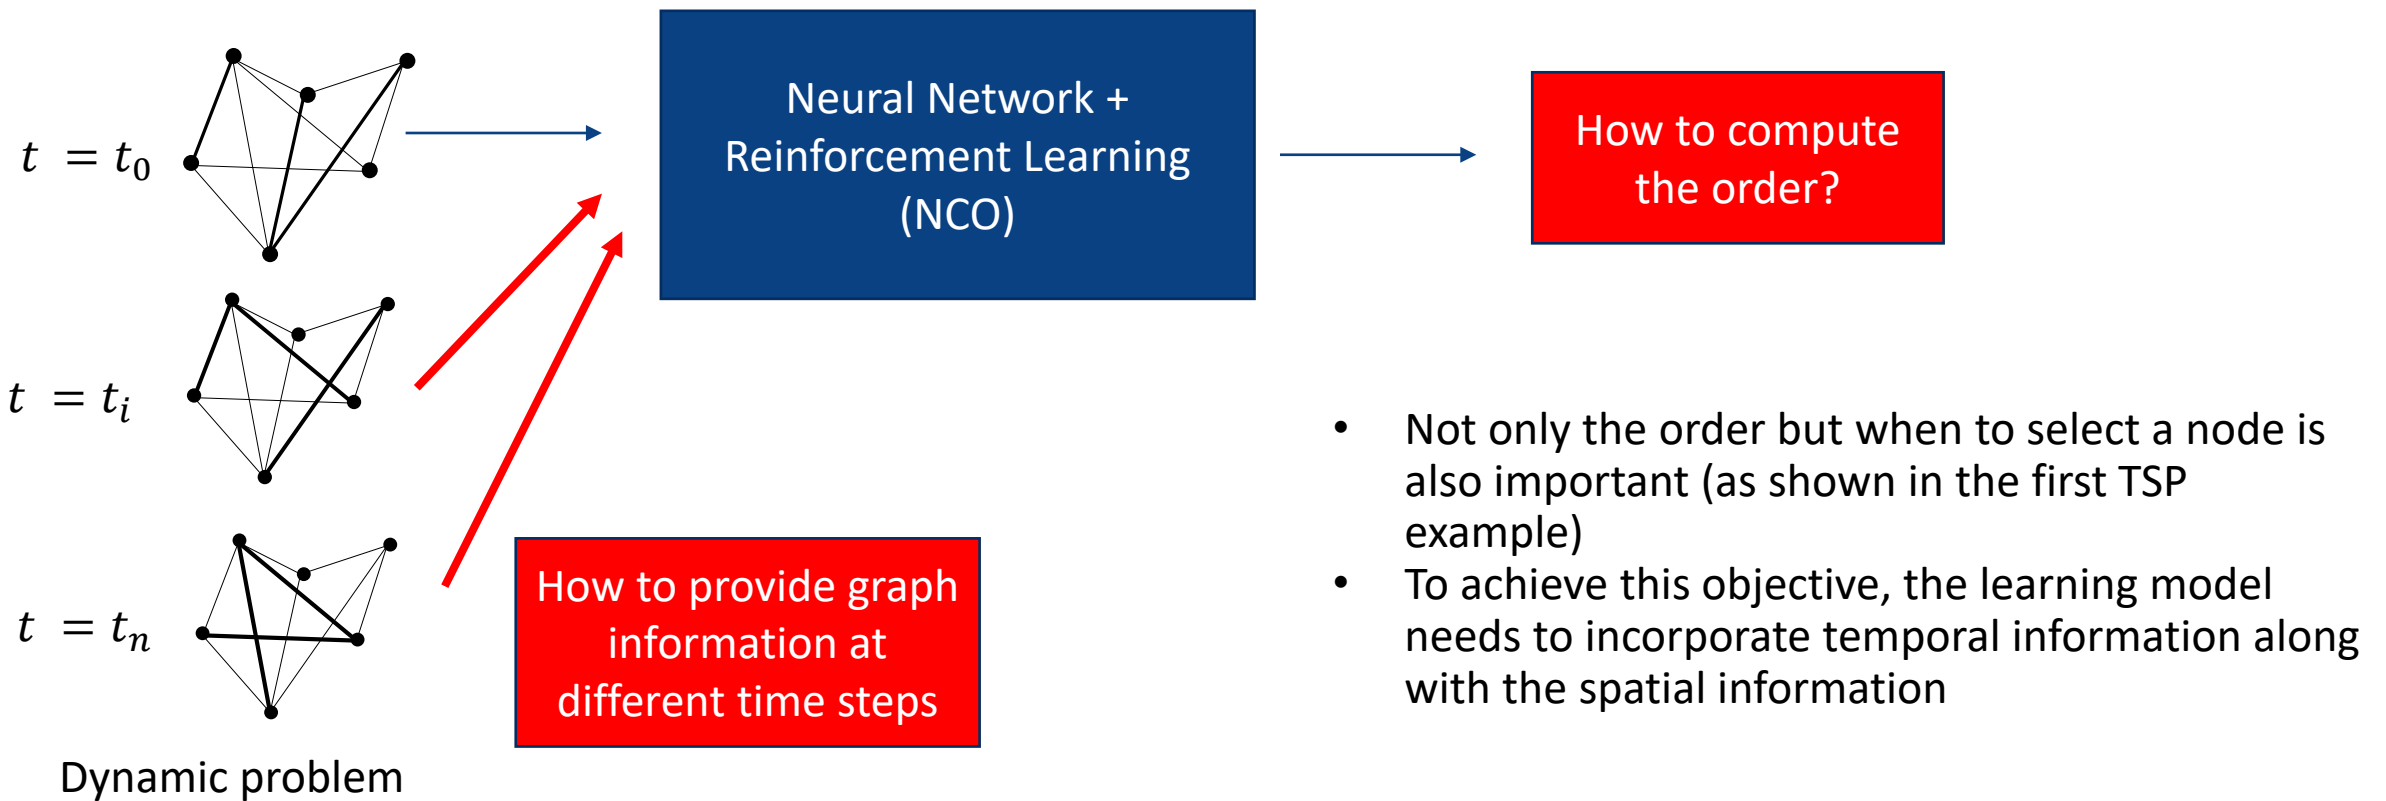 t = t₀
t = tᵢ
t = tₙ
Dynamic problem
Neural Network +
Reinforcement Learning
(NCO)
How to compute
the order?
How to provide graph
information at
different time steps
• Not only the order but when to select a node is
also important (as shown in the first TSP
example)
• To achieve this objective, the learning model
needs to incorporate temporal information along
with the spatial information